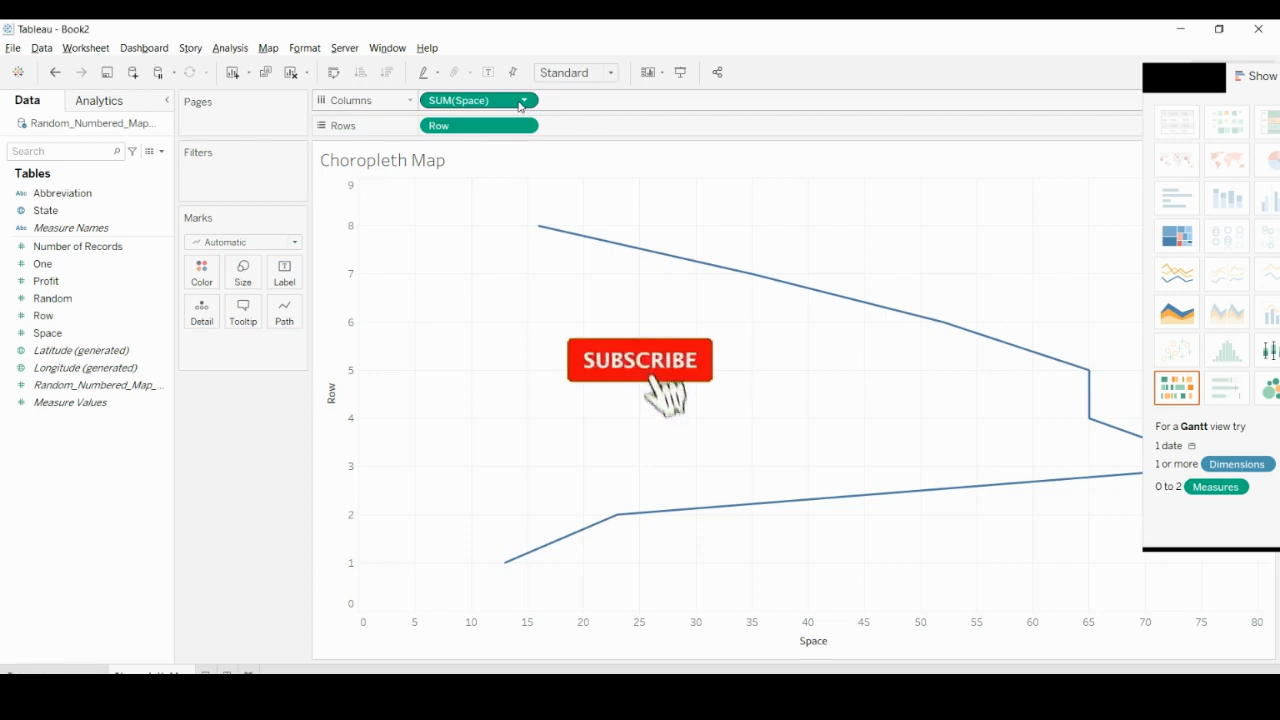 Tableau - Book2
File Data Worksheet Dashboard Story Analysis Map Format Server Window Help
Standard
Show
Data Analytics
Pages
Columns SUM(Space)
Random_Numbered_Map...
Rows Row
Search
Filters
Choropleth Map
Tables
Abc Abbreviation
State
Abc Measure Names
Number of Records
One
Profit
Random
Row
Space
Latitude (generated)
Longitude (generated)
Random_Numbered_Map_...
Measure Values
Marks
Automatic
Color Size Label
Detail Tooltip Path
9
8
7
6
5
4
3
2
1
0
Row
SUBSCRIBE
0 5 10 15 20 25 30 35 40 45 50 55 60 65 70 75 80
Space
For a Gantt view try
1 date
1 or more Dimensions
0 to 2 Measures